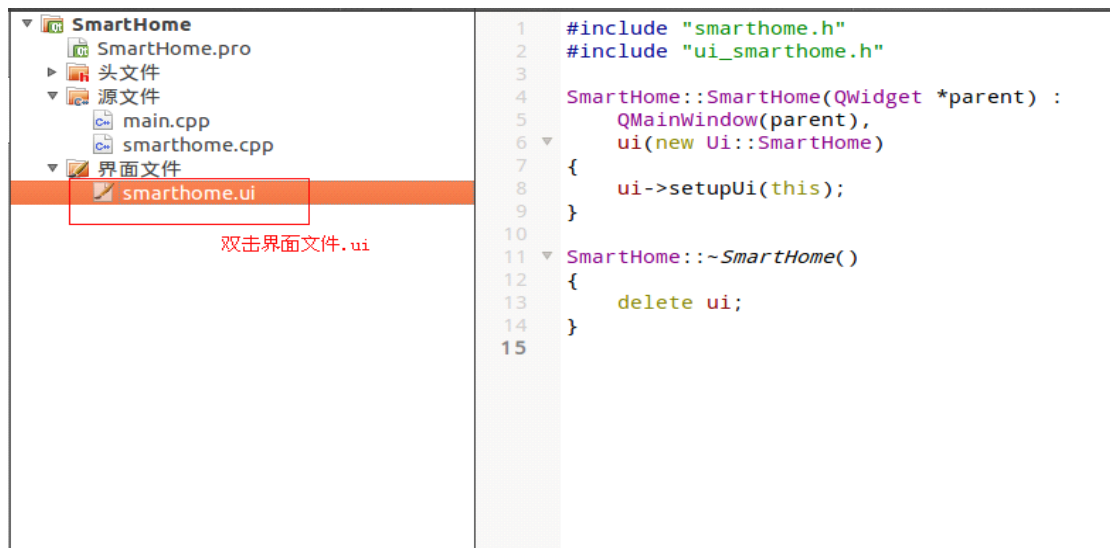 SmartHome
SmartHome.pro
头文件
源文件
main.cpp
smarthome.cpp
界面文件
smarthome.ui
双击界面文件.ui
1 #include "smarthome.h"
2 #include "ui_smarthome.h"
3
4 SmartHome::SmartHome(QWidget *parent) :
5 QMainWindow(parent),
6 ui(new Ui::SmartHome)
7 {
8 ui->setupUi(this);
9 }
10
11 SmartHome::~SmartHome()
12 {
13 delete ui;
14 }
15